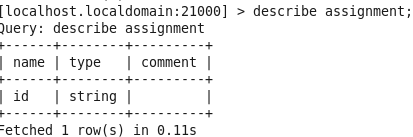 [localhost.localdomain:21000] > describe assignment;
Query: describe assignment
+------+--------+---------+
| name | type   | comment |
+------+--------+---------+
| id   | string |         |
+------+--------+---------+
Fetched 1 row(s) in 0.11s